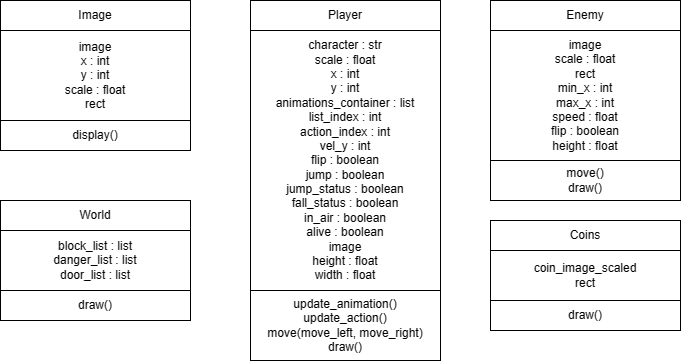 Image
image
x : int
y : int
scale : float
rect
display()
World
block_list : list
danger_list : list
door_list : list
draw()
Player
character : str
scale : float
x : int
y : int
animations_container : list
list_index : int
action_index : int
vel_y : int
flip : boolean
jump : boolean
jump_status : boolean
fall_status : boolean
in_air : boolean
alive : boolean
image
height : float
width : float
update_animation()
update_action()
move(move_left, move_right)
draw()
Enemy
image
scale : float
rect
min_x : int
max_x : int
speed : float
flip : boolean
height : float
move()
draw()
Coins
coin_image_scaled
rect
draw()